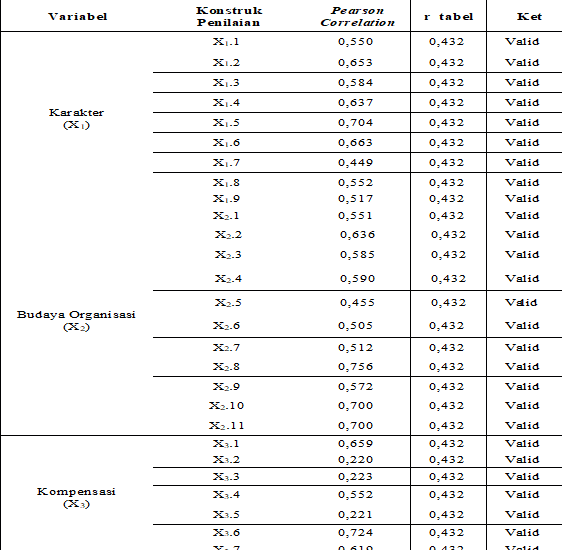 Variabel Konstruk Penilaian Pearson Correlation r tabel Ket
X1.1 0,550 0,432 Valid
X1.2 0,653 0,432 Valid
X1.3 0,584 0,432 Valid
X1.4 0,637 0,432 Valid
Karakter (X1)
X1.5 0,704 0,432 Valid
X1.6 0,663 0,432 Valid
X1.7 0,449 0,432 Valid
X1.8 0,552 0,432 Valid
X1.9 0,517 0,432 Valid
X2.1 0,551 0,432 Valid
X2.2 0,636 0,432 Valid
X2.3 0,585 0,432 Valid
X2.4 0,590 0,432 Valid
X2.5 0,455 0,432 Valid
Budaya Organisasi (X2)
X2.6 0,505 0,432 Valid
X2.7 0,512 0,432 Valid
X2.8 0,756 0,432 Valid
X2.9 0,572 0,432 Valid
X2.10 0,700 0,432 Valid
X2.11 0,700 0,432 Valid
X3.1 0,659 0,432 Valid
X3.2 0,220 0,432 Valid
X3.3 0,223 0,432 Valid
Kompensasi (X3)
X3.4 0,552 0,432 Valid
X3.5 0,221 0,432 Valid
X3.6 0,724 0,432 Valid